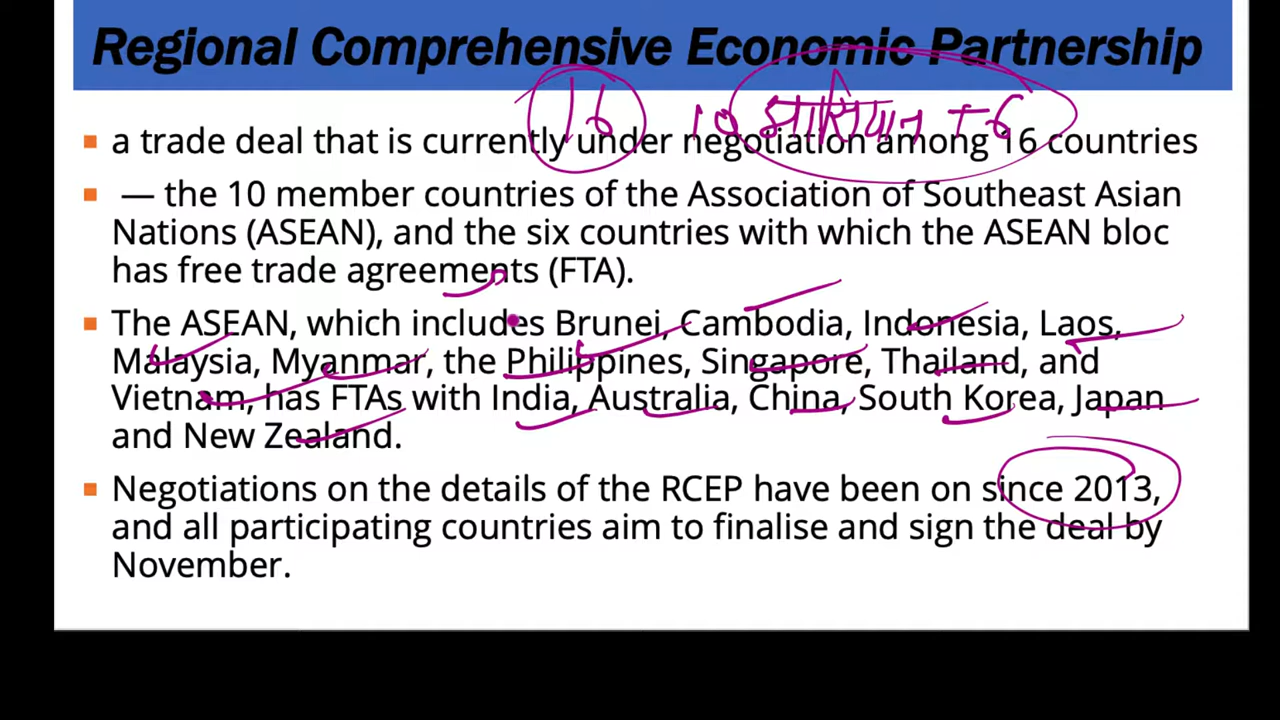 Regional Comprehensive Economic Partnership
16 10 आसियान + 6
▪ a trade deal that is currently under negotiation among 16 countries
▪ — the 10 member countries of the Association of Southeast Asian
Nations (ASEAN), and the six countries with which the ASEAN bloc
has free trade agreements (FTA).
▪ The ASEAN, which includes Brunei, Cambodia, Indonesia, Laos,
Malaysia, Myanmar, the Philippines, Singapore, Thailand, and
Vietnam, has FTAs with India, Australia, China, South Korea, Japan
and New Zealand.
▪ Negotiations on the details of the RCEP have been on since 2013,
and all participating countries aim to finalise and sign the deal by
November.